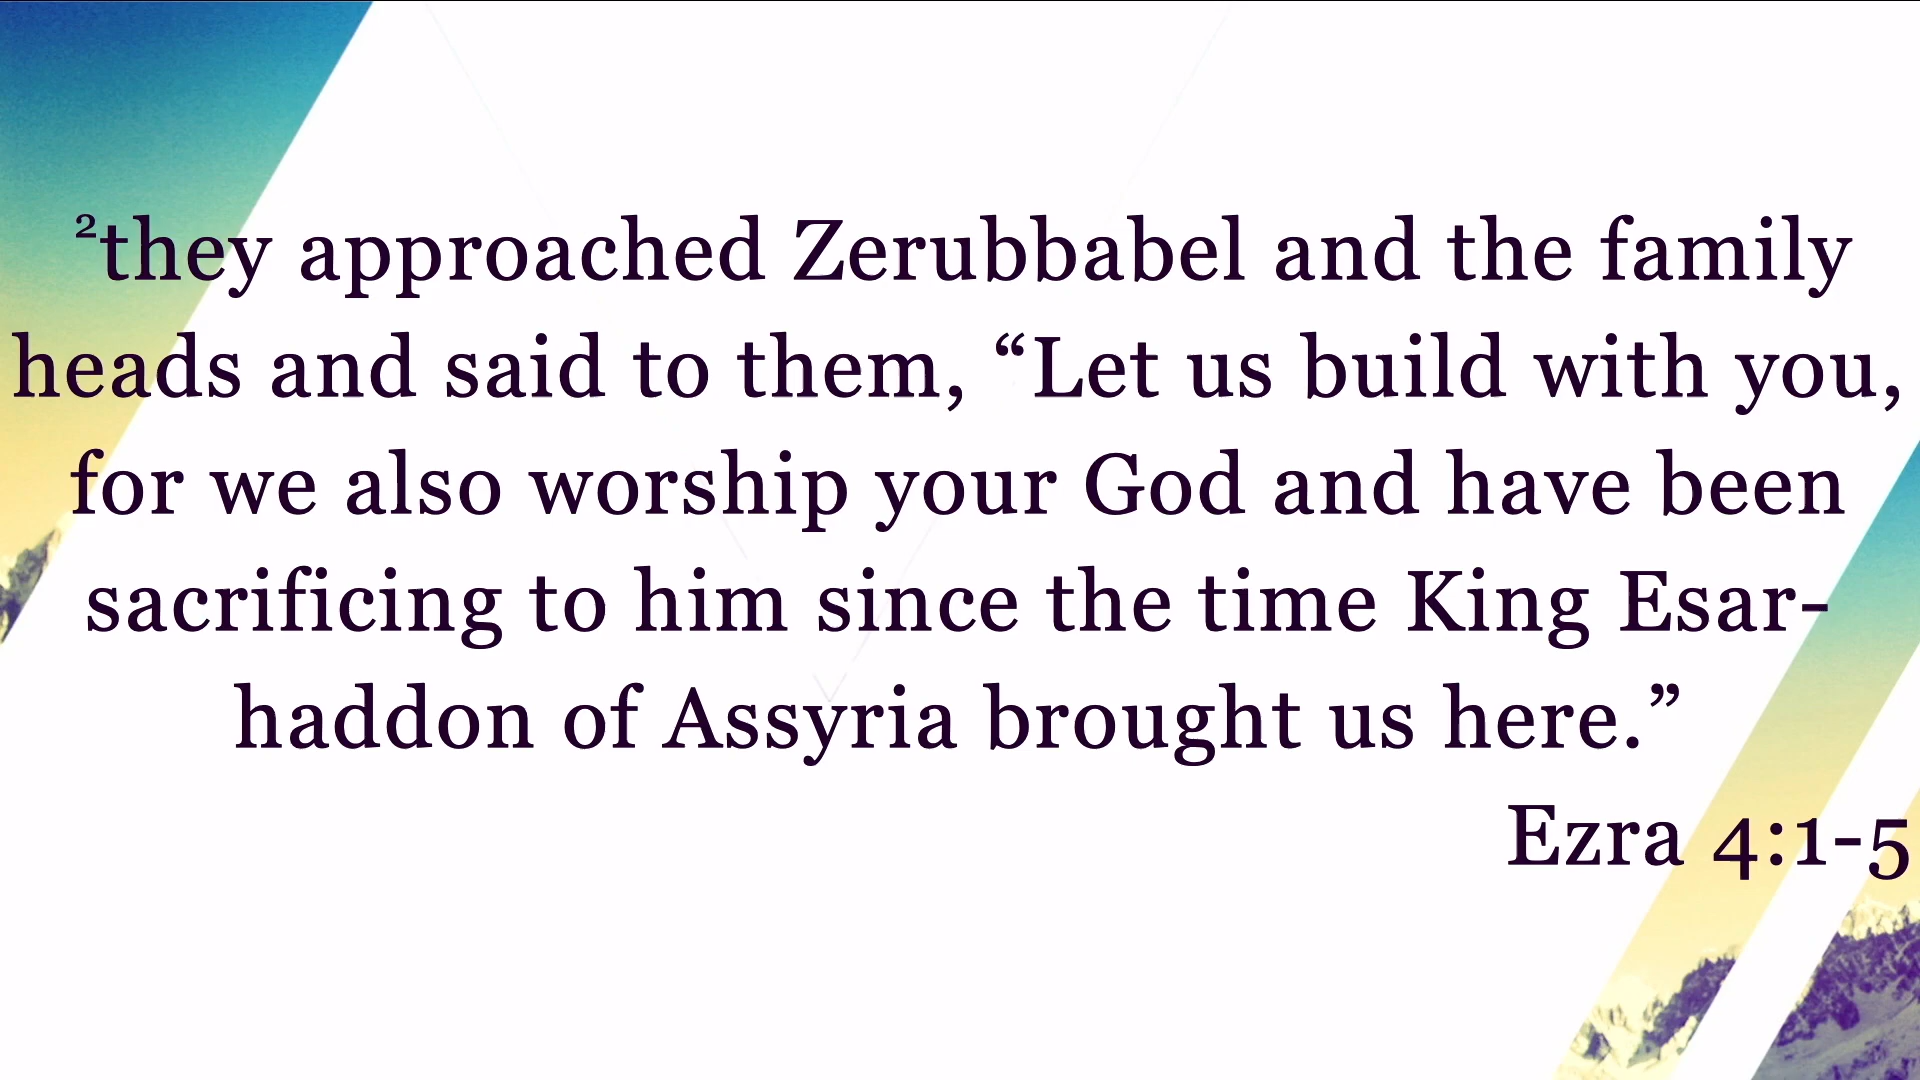 ²they approached Zerubbabel and the family
heads and said to them, “Let us build with you,
for we also worship your God and have been
sacrificing to him since the time King Esar-
haddon of Assyria brought us here.”
Ezra 4:1-5